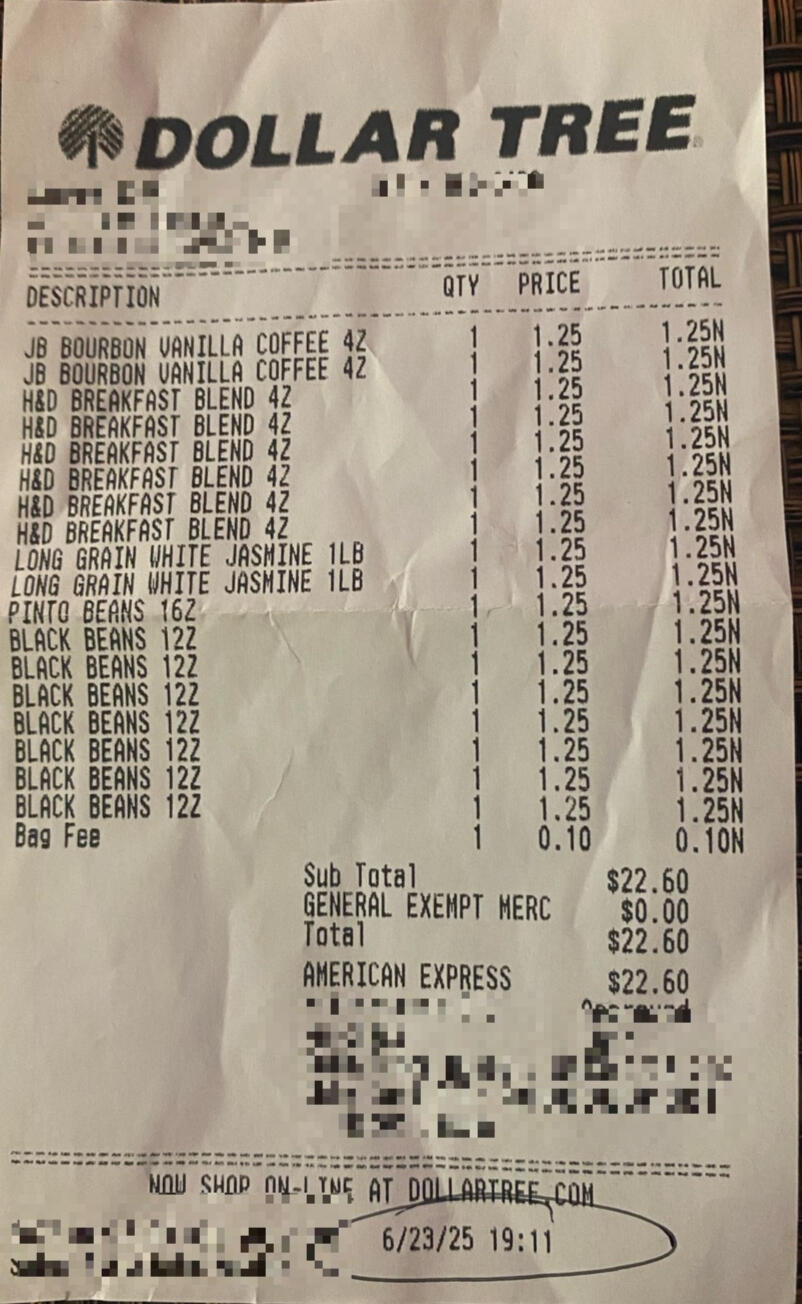 DOLLAR TREE
DESCRIPTION QTY PRICE TOTAL
JB BOURBON VANILLA COFFEE 4Z 1 1.25 1.25N
JB BOURBON VANILLA COFFEE 4Z 1 1.25 1.25N
H&D BREAKFAST BLEND 4Z 1 1.25 1.25N
H&D BREAKFAST BLEND 4Z 1 1.25 1.25N
H&D BREAKFAST BLEND 4Z 1 1.25 1.25N
H&D BREAKFAST BLEND 4Z 1 1.25 1.25N
H&D BREAKFAST BLEND 4Z 1 1.25 1.25N
H&D BREAKFAST BLEND 4Z 1 1.25 1.25N
LONG GRAIN WHITE JASMINE 1LB 1 1.25 1.25N
LONG GRAIN WHITE JASMINE 1LB 1 1.25 1.25N
PINTO BEANS 16Z 1 1.25 1.25N
BLACK BEANS 12Z 1 1.25 1.25N
BLACK BEANS 12Z 1 1.25 1.25N
BLACK BEANS 12Z 1 1.25 1.25N
BLACK BEANS 12Z 1 1.25 1.25N
BLACK BEANS 12Z 1 1.25 1.25N
BLACK BEANS 12Z 1 1.25 1.25N
BLACK BEANS 12Z 1 1.25 1.25N
Bag Fee 1 0.10 0.10N
Sub Total $22.60
GENERAL EXEMPT MERC $0.00
Total $22.60
AMERICAN EXPRESS $22.60
NOW SHOP ON-LINE AT DOLLARTREE.COM
6/23/25 19:11